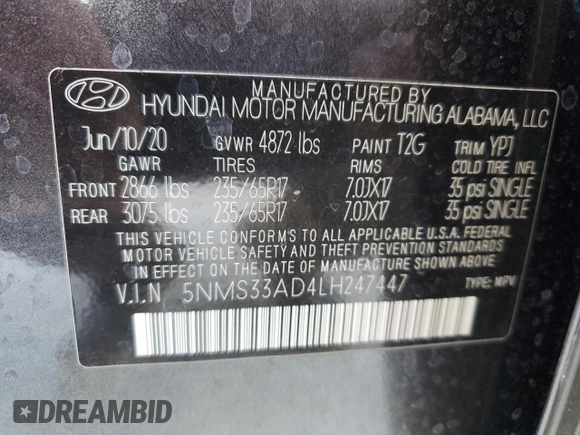 MANUFACTURED BY
HYUNDAI MOTOR MANUFACTURING ALABAMA, LLC
Jun/10/20 GVWR 4872 lbs PAINT T2G TRIM YPJ
GAWR TIRES RIMS COLD TIRE INFL
FRONT 2866 lbs 235/65R17 7.0JX17 35 psi SINGLE
REAR 3075 lbs 235/65R17 7.0JX17 35 psi SINGLE
THIS VEHICLE CONFORMS TO ALL APPLICABLE U.S.A. FEDERAL
MOTOR VEHICLE SAFETY AND THEFT PREVENTION STANDARDS
IN EFFECT ON THE DATE OF MANUFACTURE SHOWN ABOVE.
V.I.N 5NMS33AD4LH247447
TYPE: MPV
DREAMBID